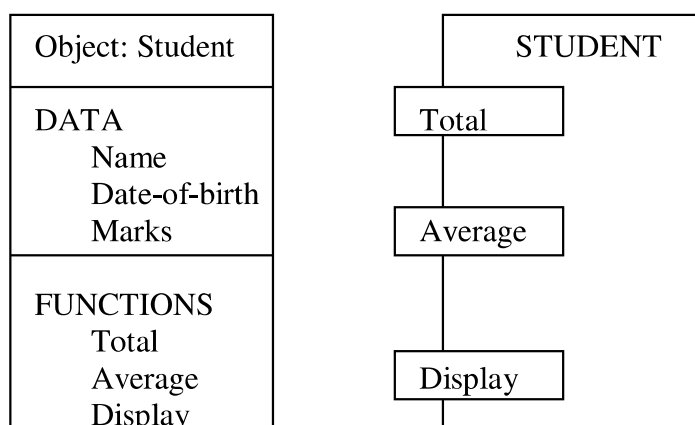 Object: Student
DATA
Name
Date-of-birth
Marks
FUNCTIONS
Total
Average
Display
STUDENT
Total
Average
Display